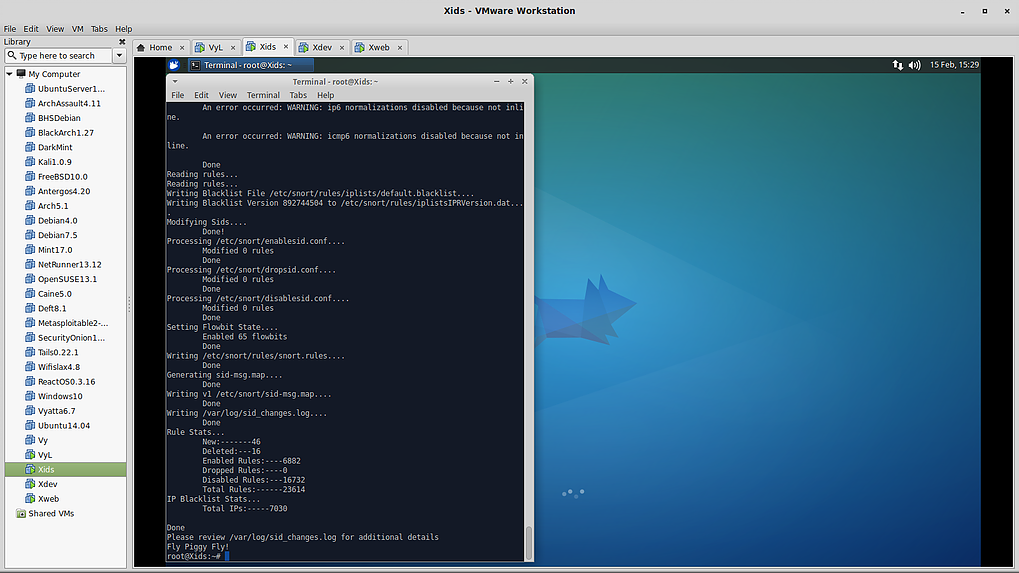 Xids - VMware Workstation
File Edit View VM Tabs Help
Library
Type here to search
Home VyL Xids Xdev Xweb
My Computer
UbuntuServer1...
ArchAssault4.11
BHSDebian
BlackArch1.27
DarkMint
Kali1.0.9
FreeBSD10.0
Antergos4.20
Arch5.1
Debian4.0
Debian7.5
Mint17.0
NetRunner13.12
OpenSUSE13.1
Caine5.0
Deft8.1
Metasploitable2-...
SecurityOnion1...
Tails0.22.1
Wifislax4.8
ReactOS0.3.16
Windows10
Vyatta6.7
Ubuntu14.04
Vy
VyL
Xids
Xdev
Xweb
Shared VMs
Terminal - root@Xids: ~
15 Feb, 15:29
Terminal - root@Xids:~
File Edit View Terminal Tabs Help
An error occurred: WARNING: ip6 normalizations disabled because not inli
ne.
An error occurred: WARNING: icmp6 normalizations disabled because not in
line.
Done
Reading rules...
Reading rules...
Writing Blacklist File /etc/snort/rules/iplists/default.blacklist....
Writing Blacklist Version 892744504 to /etc/snort/rules/iplistsIPRVersion.dat...
.
Modifying Sids....
Done!
Processing /etc/snort/enablesid.conf....
Modified 0 rules
Done
Processing /etc/snort/dropsid.conf....
Modified 0 rules
Done
Processing /etc/snort/disablesid.conf....
Modified 0 rules
Done
Setting Flowbit State....
Enabled 65 flowbits
Done
Writing /etc/snort/rules/snort.rules....
Done
Generating sid-msg.map....
Done
Writing v1 /etc/snort/sid-msg.map....
Done
Writing /var/log/sid_changes.log....
Done
Rule Stats...
New:-------46
Deleted:---16
Enabled Rules:----6882
Dropped Rules:----0
Disabled Rules:---16732
Total Rules:------23614
IP Blacklist Stats...
Total IPs:-----7030
Done
Please review /var/log/sid_changes.log for additional details
Fly Piggy Fly!
root@Xids:~#